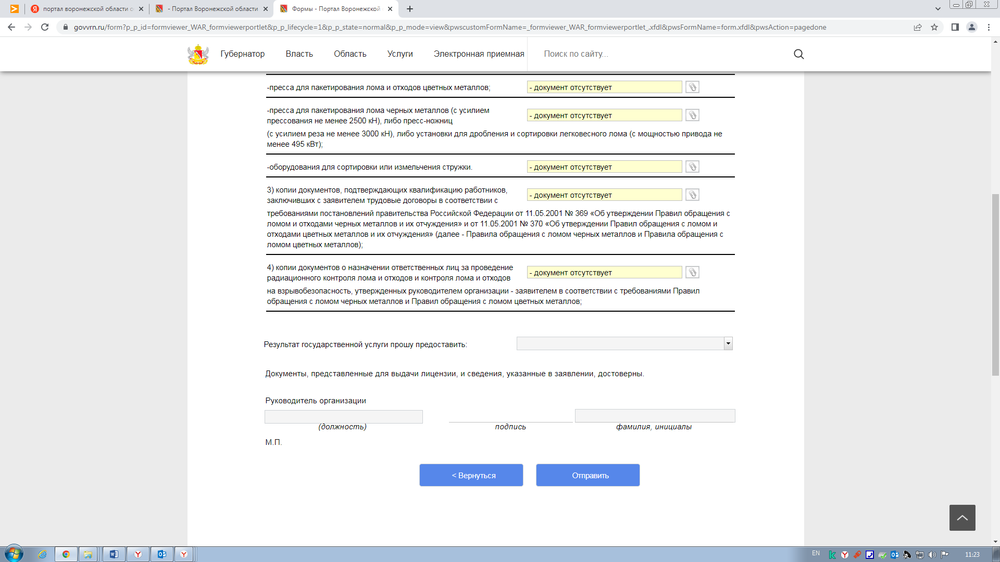 портал воронежской области о
- Портал Воронежской области
Формы - Портал Воронежской
govvrn.ru/form?p_p_id=formviewer_WAR_formviewerportlet&p_p_lifecycle=1&p_p_state=normal&p_p_mode=view&pwscustomFormName=_formviewer_WAR_formviewerportlet_.xfdl&pwsFormName=form.xfdl&pwsAction=pagedone
Губернатор Власть Область Услуги Электронная приемная Поиск по сайту...
-пресса для пакетирования лома и отходов цветных металлов;
- документ отсутствует
-пресса для пакетирования лома черных металлов (с усилием
прессования не менее 2500 кН), либо пресс-ножниц
- документ отсутствует
(с усилием реза не менее 3000 кН), либо установки для дробления и сортировки легковесного лома (с мощностью привода не
менее 495 кВт);
-оборудования для сортировки или измельчения стружки.
- документ отсутствует
3) копии документов, подтверждающих квалификацию работников,
заключивших с заявителем трудовые договоры в соответствии с
- документ отсутствует
требованиями постановлений правительства Российской Федерации от 11.05.2001 № 369 «Об утверждении Правил обращения с
ломом и отходами черных металлов и их отчуждения» и от 11.05.2001 № 370 «Об утверждении Правил обращения с ломом и
отходами цветных металлов и их отчуждения» (далее - Правила обращения с ломом черных металлов и Правила обращения с
ломом цветных металлов);
4) копии документов о назначении ответственных лиц за проведение
радиационного контроля лома и отходов и контроля лома и отходов
- документ отсутствует
на взрывобезопасность, утвержденных руководителем организации - заявителем в соответствии с требованиями Правил
обращения с ломом черных металлов и Правил обращения с ломом цветных металлов;
Результат государственной услуги прошу предоставить:
Документы, представленные для выдачи лицензии, и сведения, указанные в заявлении, достоверны.
Руководитель организации
(должность) подпись фамилия, инициалы
М.П.
< Вернуться Отправить
EN 11:23